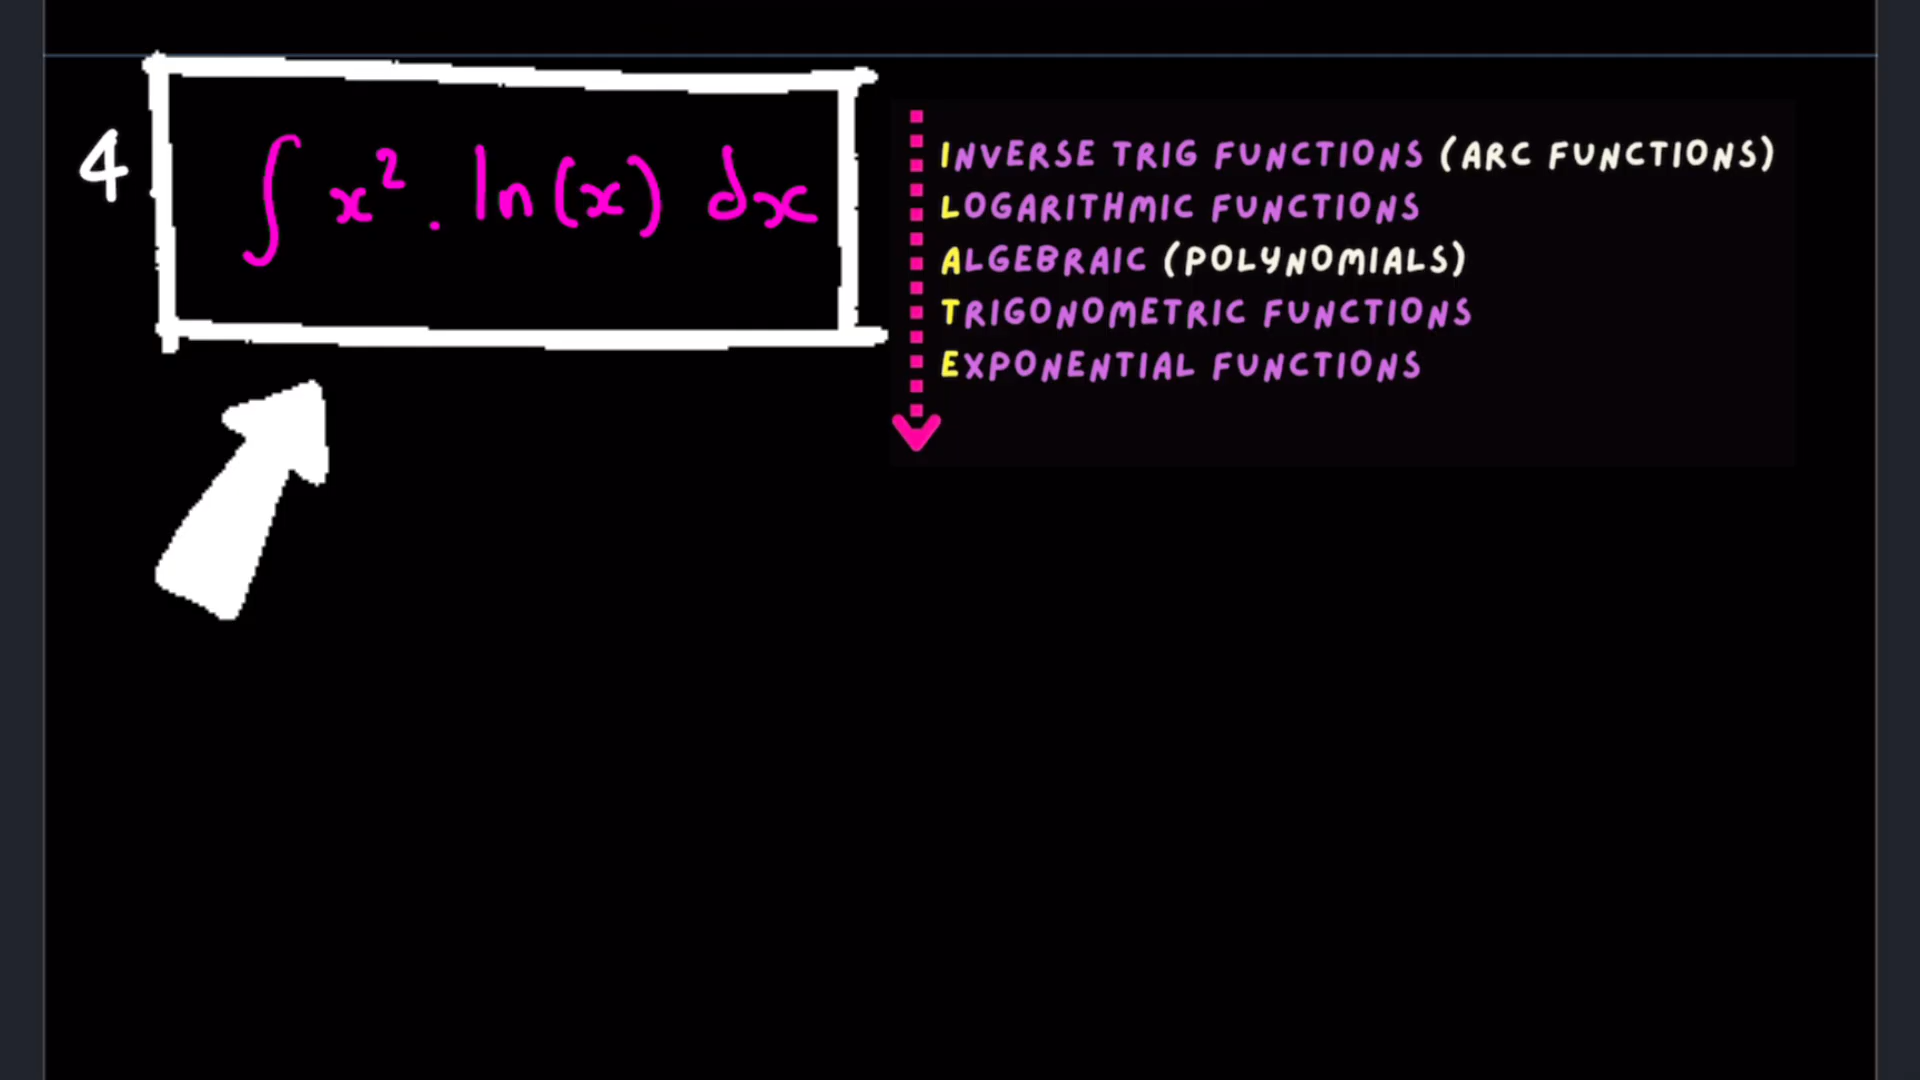 4
∫ x² . ln(x) dx
INVERSE TRIG FUNCTIONS (ARC FUNCTIONS)
LOGARITHMIC FUNCTIONS
ALGEBRAIC (POLYNOMIALS)
TRIGONOMETRIC FUNCTIONS
EXPONENTIAL FUNCTIONS